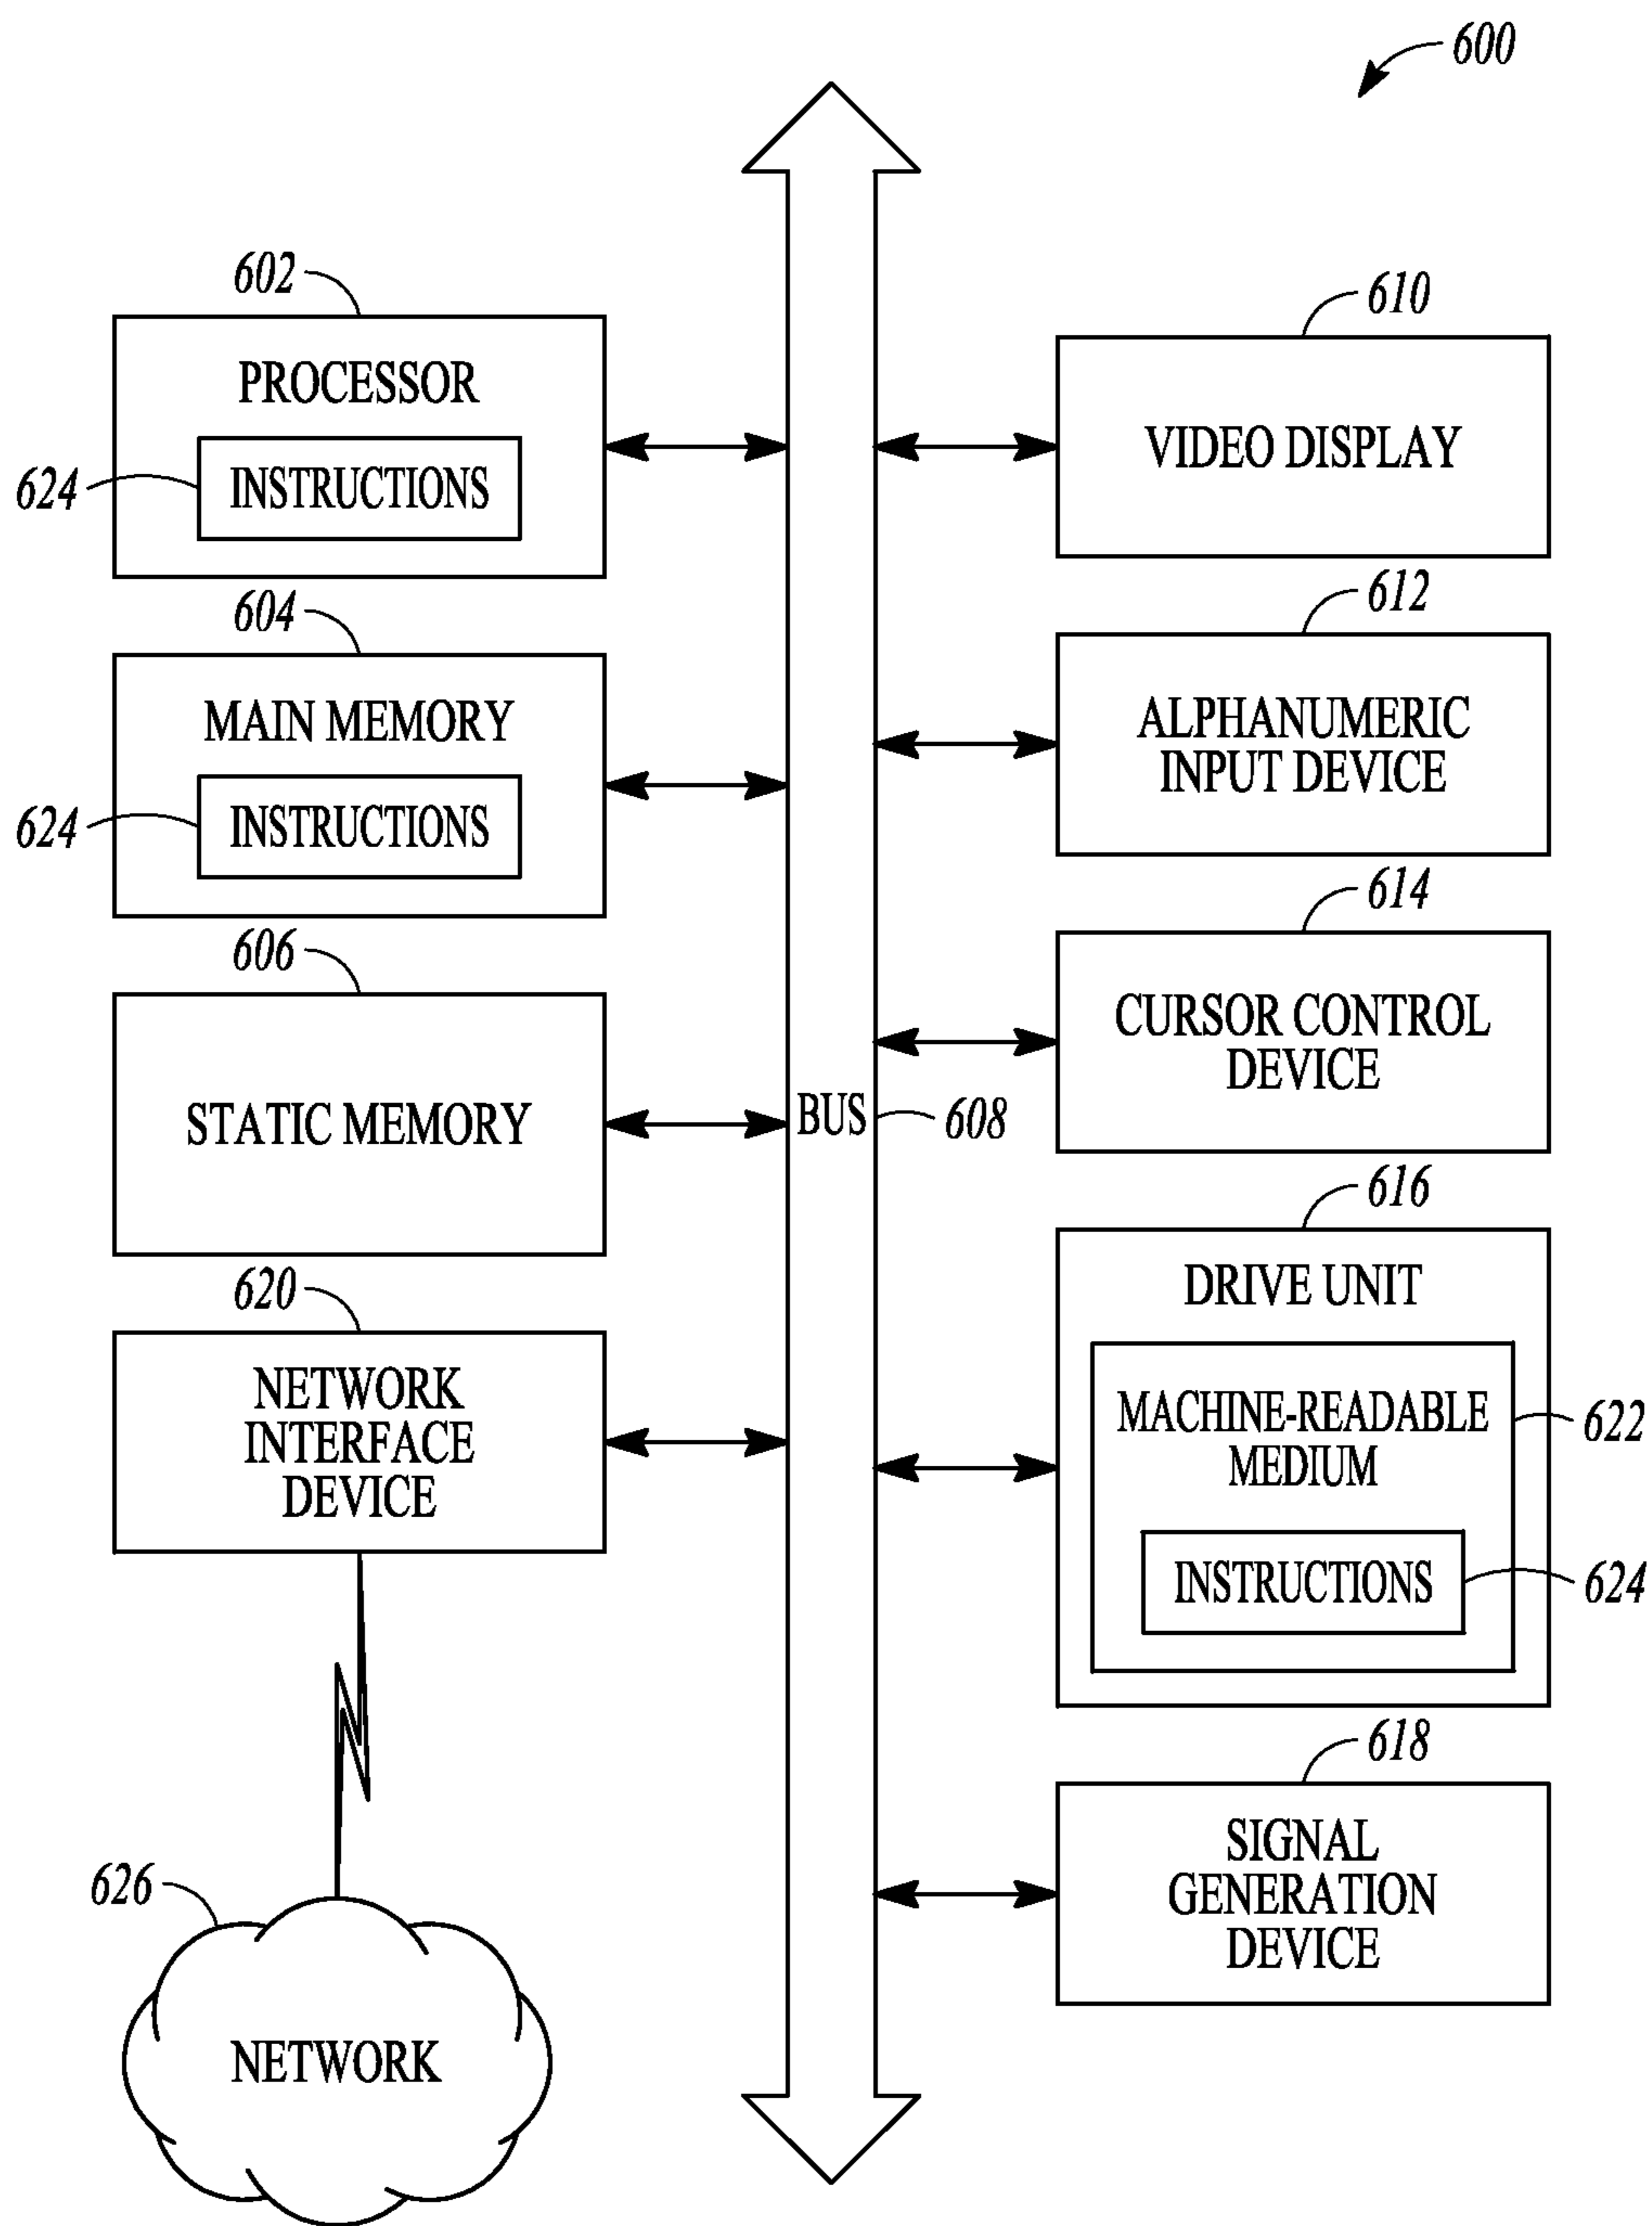 600
602
PROCESSOR
624
INSTRUCTIONS
604
MAIN MEMORY
624
INSTRUCTIONS
606
STATIC MEMORY
620
NETWORK
INTERFACE
DEVICE
626
NETWORK
BUS
608
610
VIDEO DISPLAY
612
ALPHANUMERIC
INPUT DEVICE
614
CURSOR CONTROL
DEVICE
616
DRIVE UNIT
MACHINE-READABLE
MEDIUM
622
INSTRUCTIONS
624
618
SIGNAL
GENERATION
DEVICE